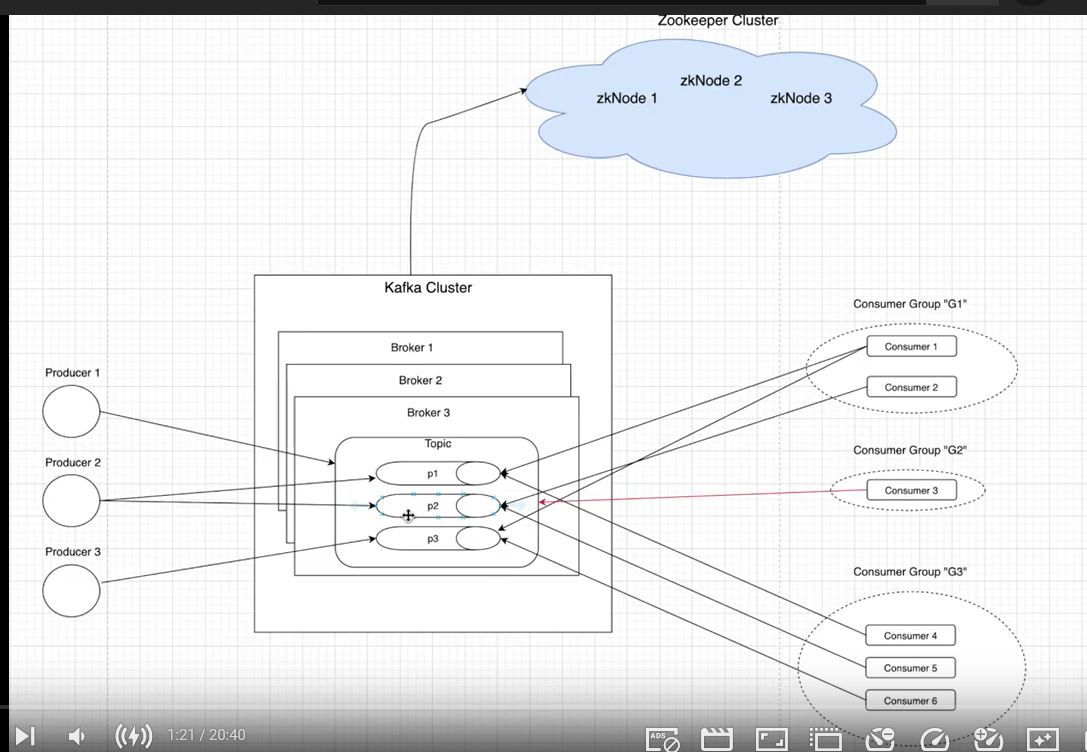 Zookeeper Cluster
zkNode 2
zkNode 1
zkNode 3
Kafka Cluster
Consumer Group "G1"
Consumer 1
Broker 1
Producer 1
Broker 2
Consumer 2
Broker 3
Topic
Consumer Group "G2"
Producer 2
p1
Consumer 3
p2
p3
Producer 3
Consumer Group "G3"
Consumer 4
Consumer 5
Consumer 6
1:21 / 20:40
ADS